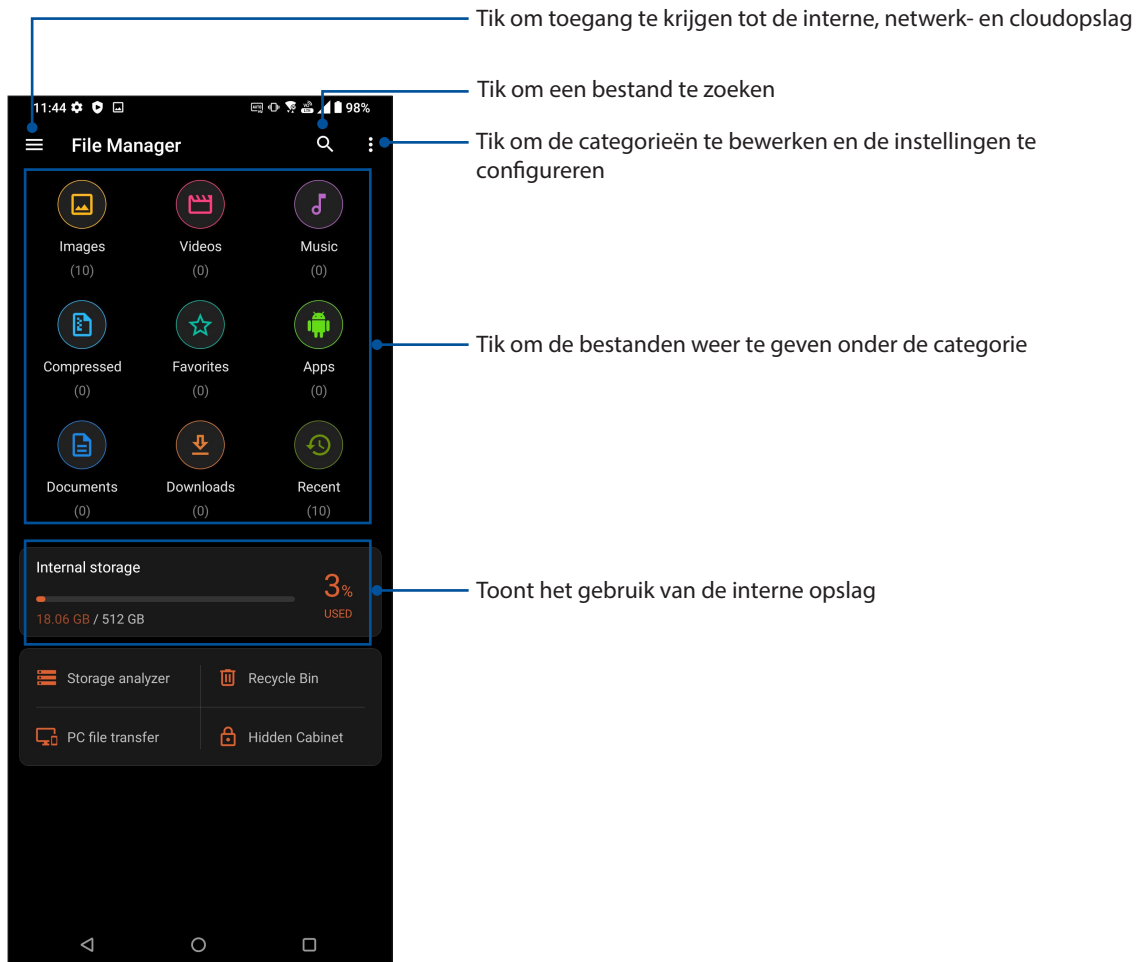 Tik om toegang te krijgen tot de interne, netwerk- en cloudopslag
Tik om een bestand te zoeken
11:44
98%
File Manager
Tik om de categorieën te bewerken en de instellingen te
configureren
Images Videos Music
(10) (0) (0)
Compressed Favorites Apps
(0) (0) (0)
Tik om de bestanden weer te geven onder de categorie
Documents Downloads Recent
(0) (0) (10)
Internal storage
3%
USED
18.06 GB / 512 GB
Toont het gebruik van de interne opslag
Storage analyzer Recycle Bin
PC file transfer Hidden Cabinet